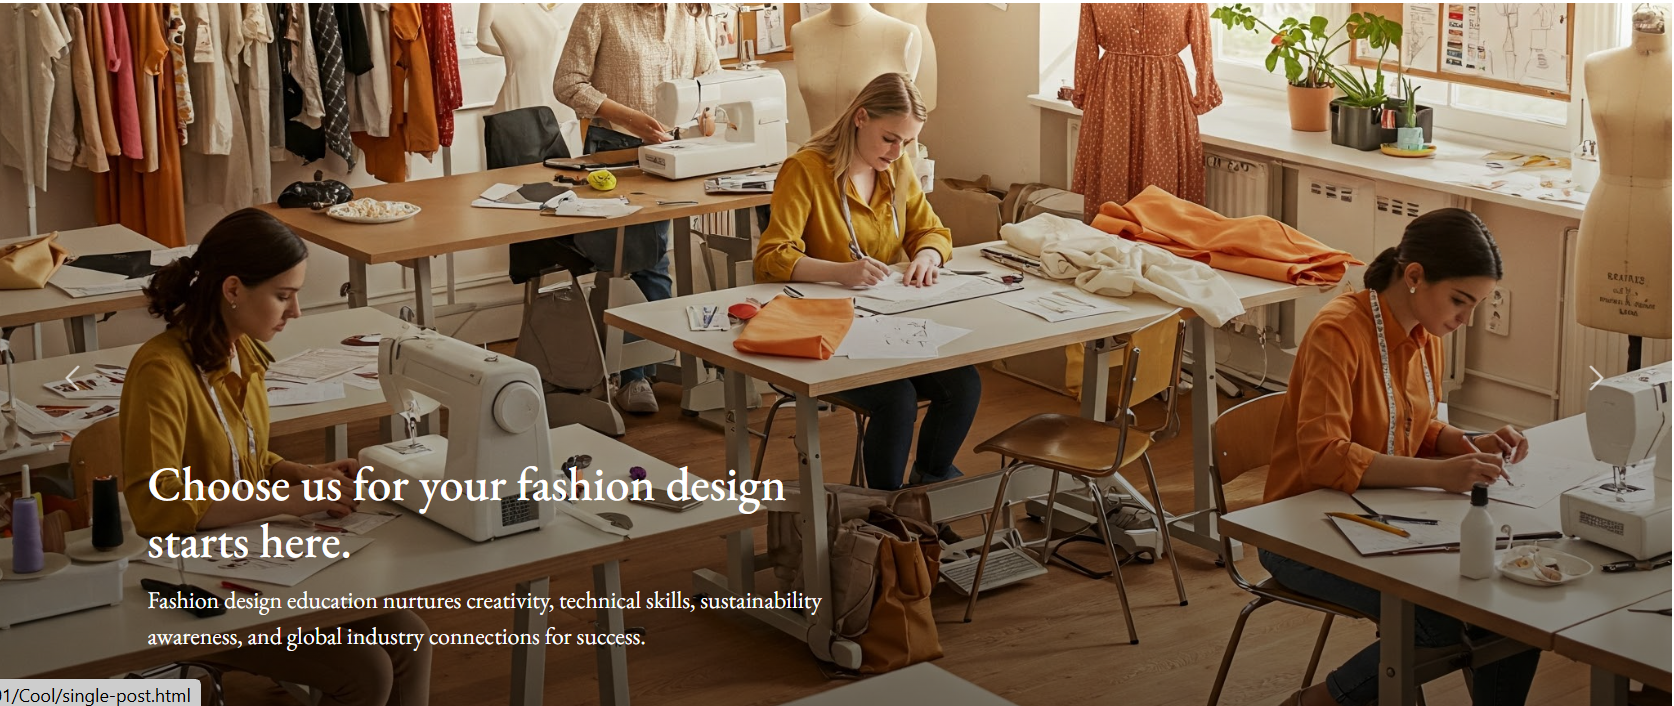 Choose us for your fashion design
starts here.
Fashion design education nurtures creativity, technical skills, sustainability
awareness, and global industry connections for success.
01/Cool/single-post.html